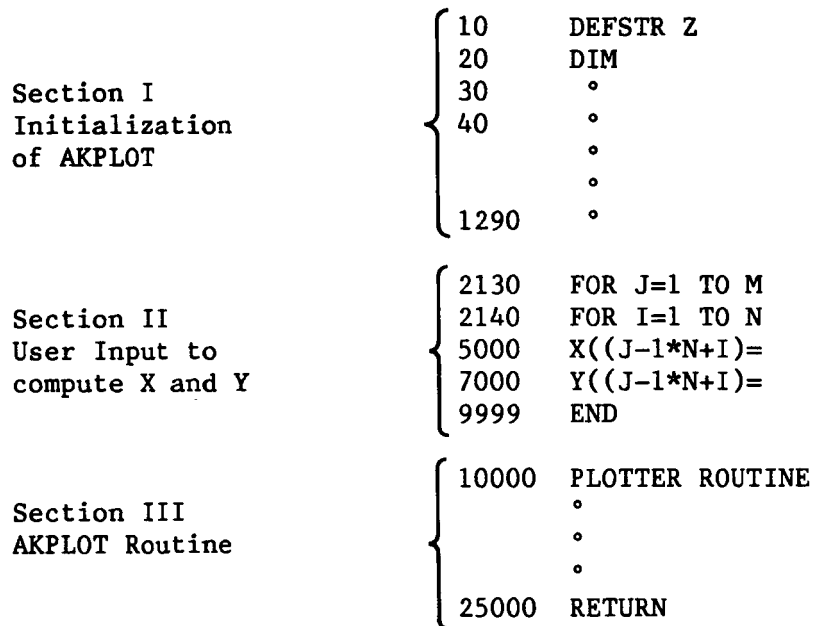 10 DEFSTR Z
20 DIM
Section I 30 °
Initialization 40 °
of AKPLOT °
°
1290 °
2130 FOR J=1 TO M
Section II 2140 FOR I=1 TO N
User Input to 5000 X((J-1*N+I)=
compute X and Y 7000 Y((J-1*N+I)=
9999 END
10000 PLOTTER ROUTINE
Section III °
AKPLOT Routine °
°
25000 RETURN